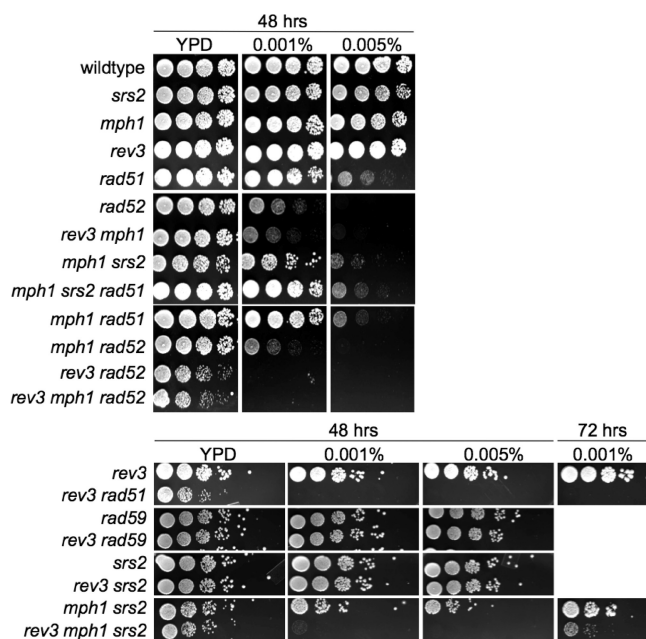 48 hrs
YPD 0.001% 0.005%
wildtype
srs2
mph1
rev3
rad51
rad52
rev3 mph1
mph1 srs2
mph1 srs2 rad51
mph1 rad51
mph1 rad52
rev3 rad52
rev3 mph1 rad52
48 hrs 72 hrs
YPD 0.001% 0.005% 0.001%
rev3
rev3 rad51
rad59
rev3 rad59
srs2
rev3 srs2
mph1 srs2
rev3 mph1 srs2